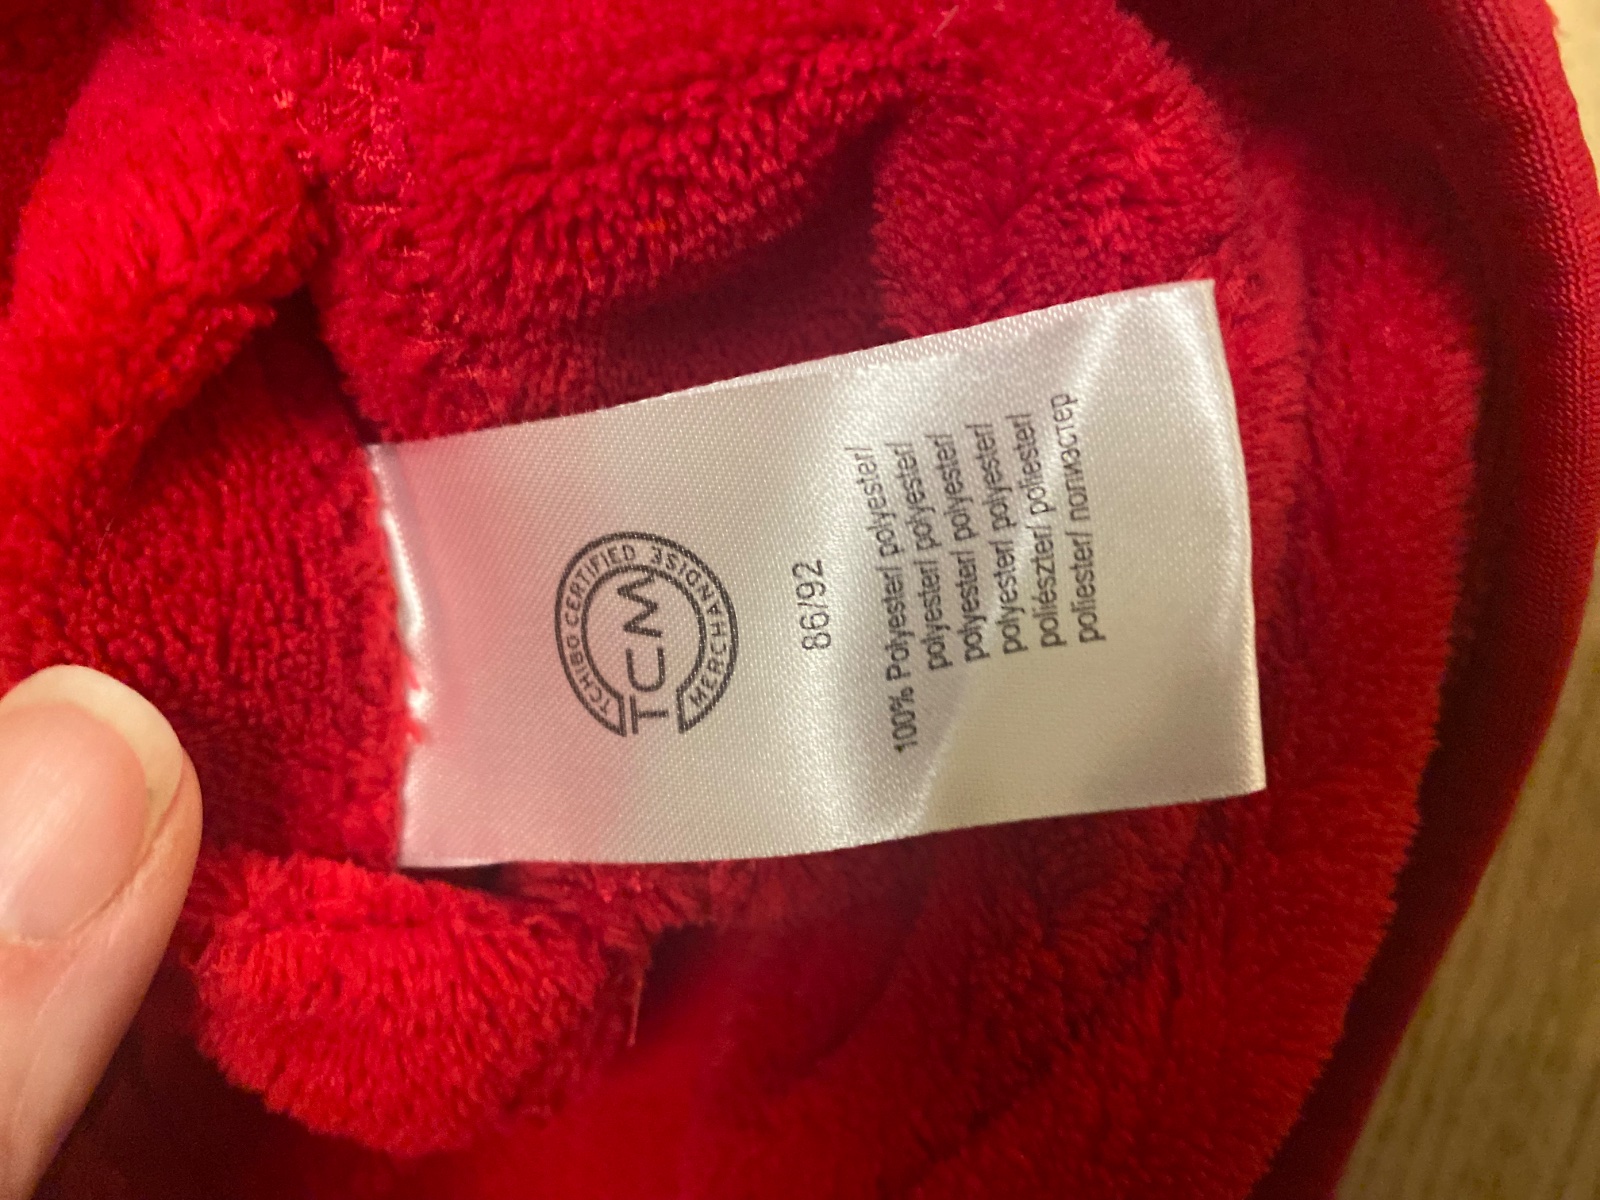 TCHIBO CERTIFIED MERCHANDISE
TCM
86/92
100% Polyester/ polyester/
polyester/ polyester/
polyester/ polyester/
polyester/ polyester/
poliészter/ poliester/
poliester/ полиэстер